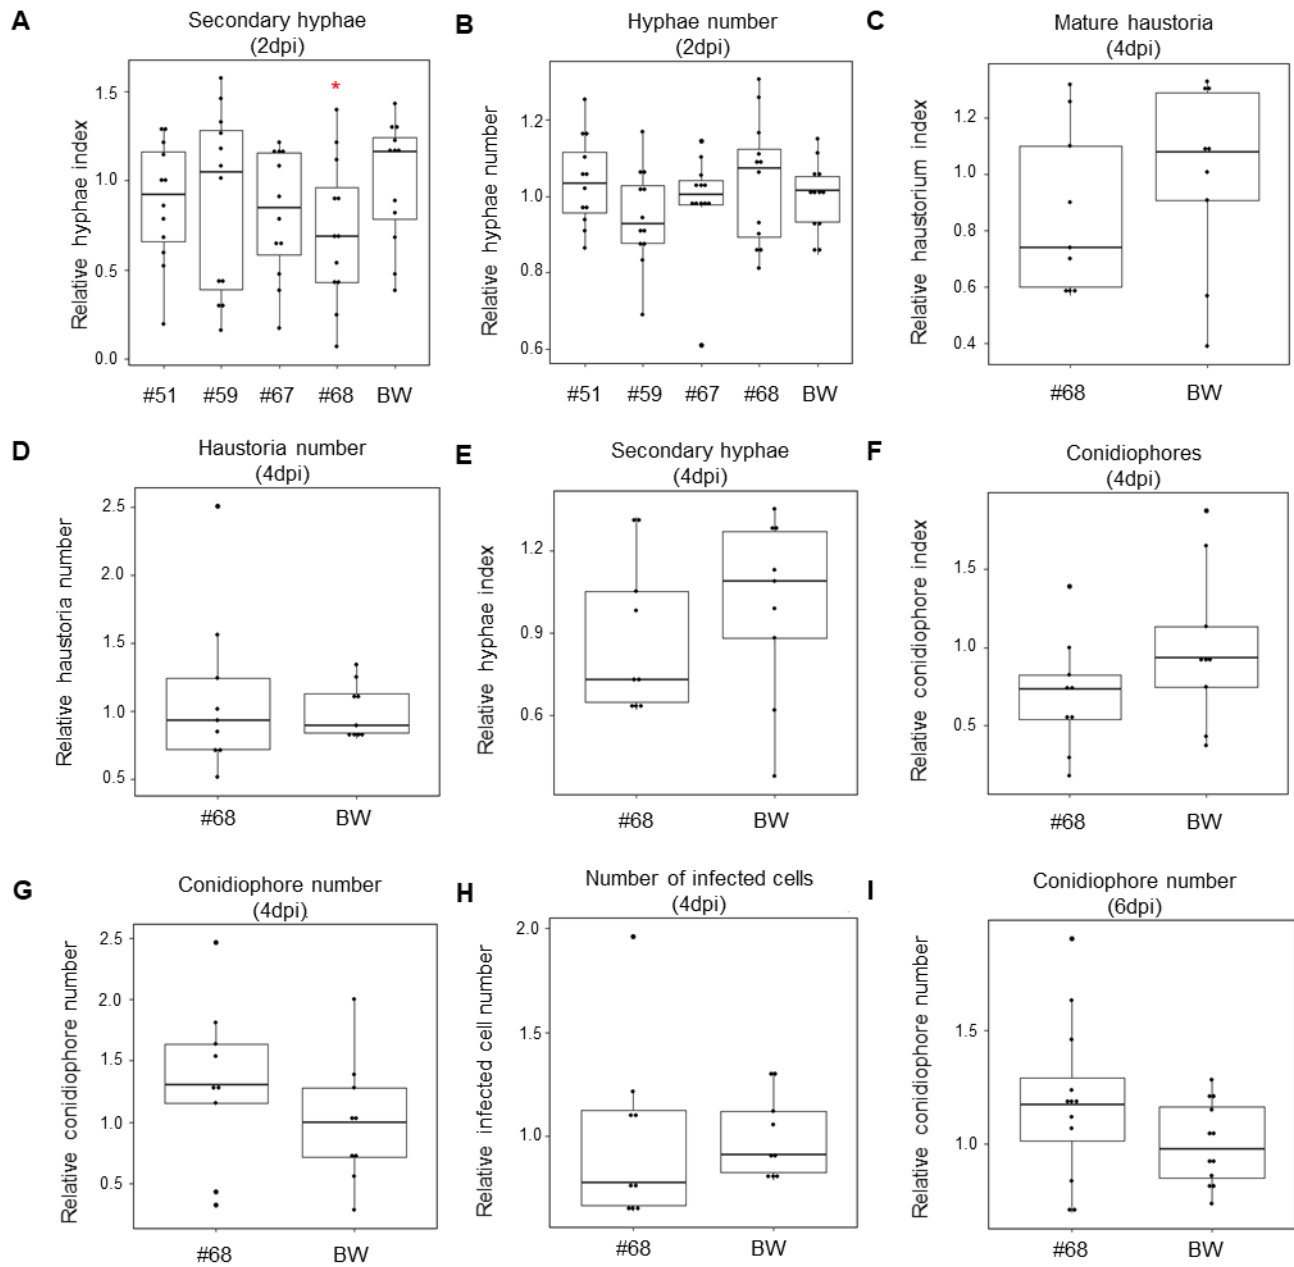 A
Secondary hyphae
(2dpi)
Relative hyphae index
1.5
1.0
0.5
0.0
*
#51 #59 #67 #68 BW
B
Hyphae number
(2dpi)
Relative hyphae number
1.2
1.0
0.8
0.6
#51 #59 #67 #68 BW
C
Mature haustoria
(4dpi)
Relative haustorium index
1.2
1.0
0.8
0.6
0.4
#68 BW
D
Haustoria number
(4dpi)
Relative haustoria number
2.5
2.0
1.5
1.0
0.5
#68 BW
E
Secondary hyphae
(4dpi)
Relative hyphae index
1.2
0.9
0.6
#68 BW
F
Conidiophores
(4dpi)
Relative conidiophore index
1.5
1.0
0.5
#68 BW
G
Conidiophore number
(4dpi).
Relative conidiophore number
2.5
2.0
1.5
1.0
0.5
#68 BW
H
Number of infected cells
(4dpi)
Relative infected cell number
2.0
1.5
1.0
#68 BW
I
Conidiophore number
(6dpi)
Relative conidiophore number
1.5
1.0
#68 BW